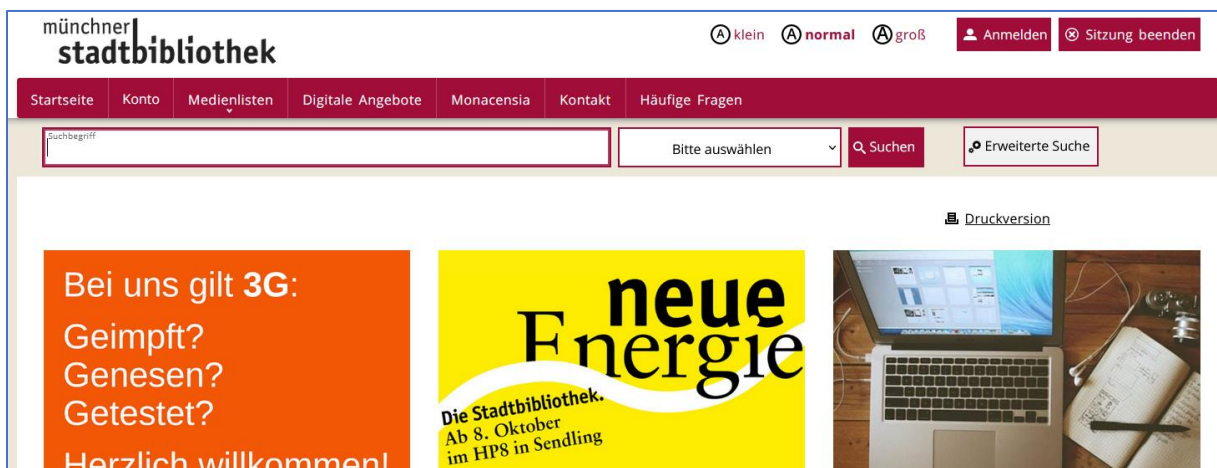 münchner
stadtbibliothek
A klein A normal A groß
Anmelden
Sitzung beenden
Startseite Konto Medienlisten Digitale Angebote Monacensia Kontakt Häufige Fragen
Suchbegriff
Bitte auswählen
Suchen
Erweiterte Suche
Druckversion
Bei uns gilt 3G:
Geimpft?
Genesen?
Getestet?
Herzlich willkommen!
neue
Energie
Die Stadtbibliothek.
Ab 8. Oktober
im HP8 in Sendling